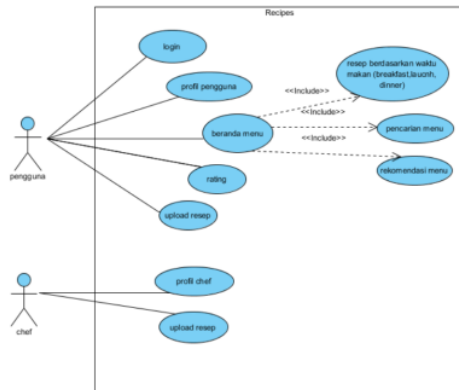 Recipes
login
resep berdasarkan waktu
makan (breakfast,laucnh,
dinner)
<<Include>>
profil pengguna
<<Include>>
beranda menu
pencarian menu
<<Include>>
pengguna
rating
rekomendasi menu
upload resep
profil chef
chef
upload resep